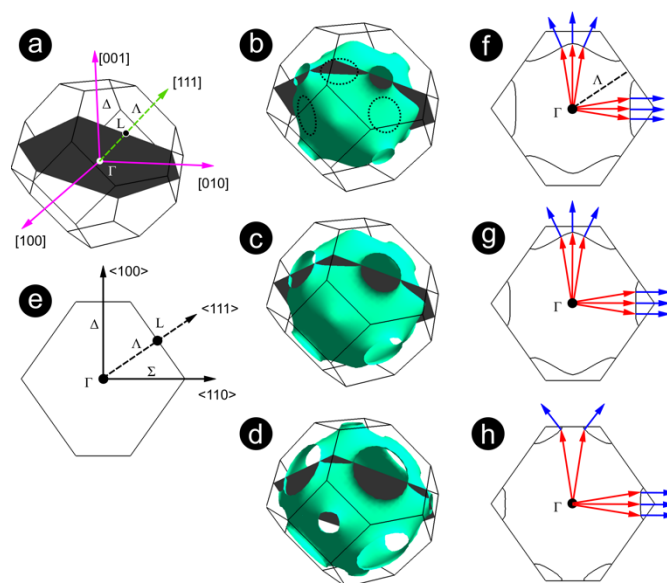 a
[001]
[111]
Δ
Λ
L
Γ
[010]
[100]
b
c
d
e
<100>
L
<111>
Δ
Λ
Γ
Σ
<110>
f
Λ
Γ
g
Γ
h
Γ